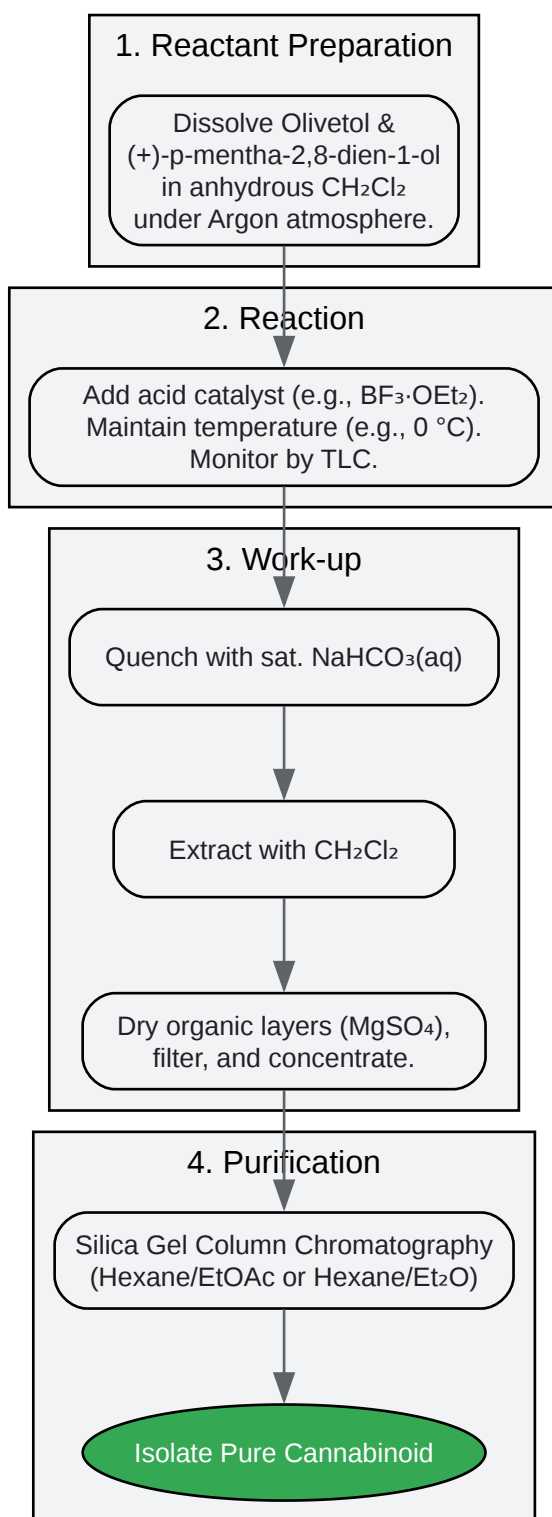 1. Reactant Preparation
Dissolve Olivetol &
(+)-p-mentha-2,8-dien-1-ol
in anhydrous CH₂Cl₂
under Argon atmosphere.
2. Reaction
Add acid catalyst (e.g., BF₃·OEt₂).
Maintain temperature (e.g., 0 °C).
Monitor by TLC.
3. Work-up
Quench with sat. NaHCO₃(aq)
Extract with CH₂Cl₂
Dry organic layers (MgSO₄),
filter, and concentrate.
4. Purification
Silica Gel Column Chromatography
(Hexane/EtOAc or Hexane/Et₂O)
Isolate Pure Cannabinoid